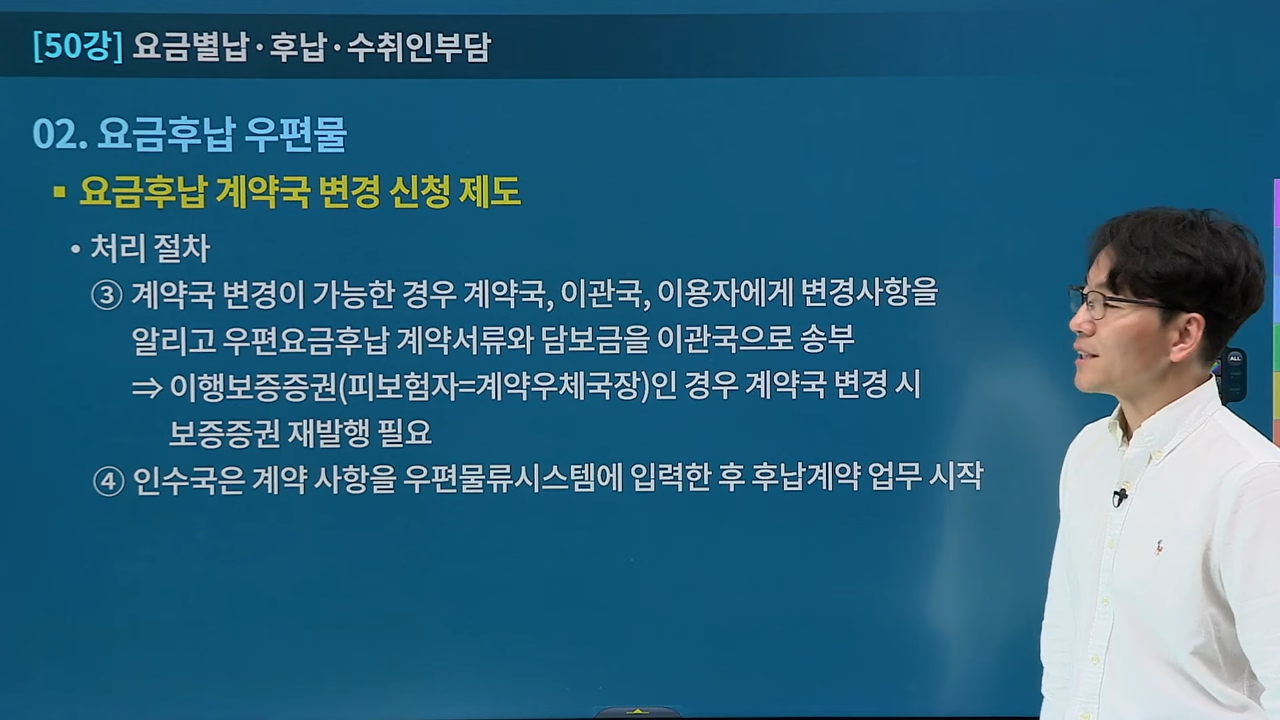 [50강] 요금별납·후납·수취인부담
02. 요금후납 우편물
▪ 요금후납 계약국 변경 신청 제도
• 처리 절차
③ 계약국 변경이 가능한 경우 계약국, 이관국, 이용자에게 변경사항을
알리고 우편요금후납 계약서류와 담보금을 이관국으로 송부
⇒ 이행보증증권(피보험자=계약우체국장)인 경우 계약국 변경 시
보증증권 재발행 필요
④ 인수국은 계약 사항을 우편물류시스템에 입력한 후 후납계약 업무 시작
ALL